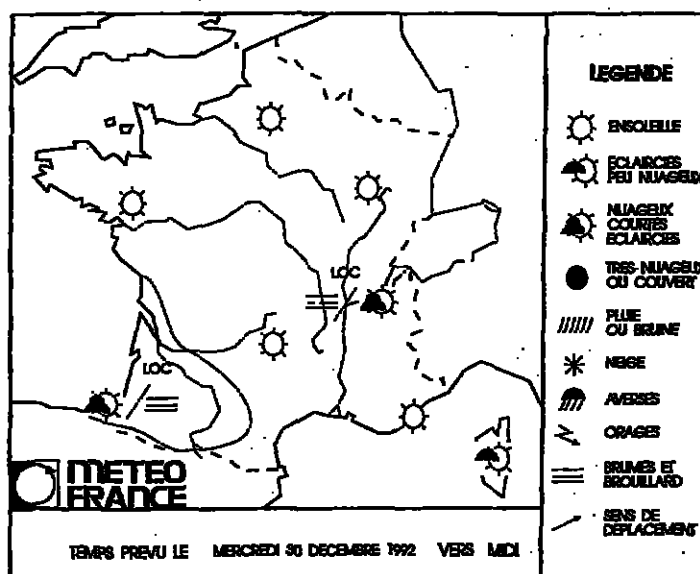 LEGENDE
ENSOLEILLE
ECLAIRCIES
PEU NUAGEUX
NUAGEUX
COURTES
ECLAIRCIES
TRES NUAGEUX
OU COUVERT
PLUIE
OU BRUINE
NEIGE
AVERSES
ORAGES
BRUMES ET
BROUILLARD
SENS DE
DEPLACEMENT
LOC
LOC
METEO
FRANCE
TEMPS PREVU LE MERCREDI 30 DECEMBRE 1992 VERS MIDI